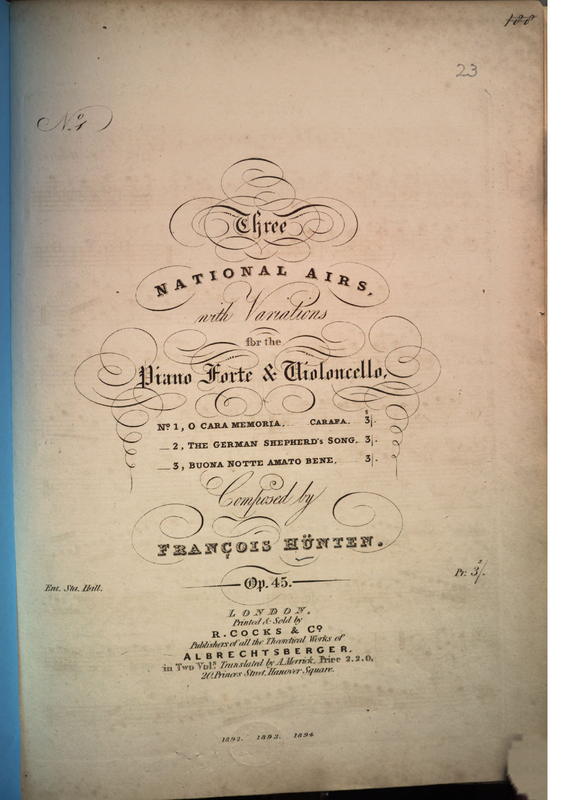 188
23
No. 1
Three
NATIONAL AIRS,
with Variations
for the
Piano Forte & Violoncello,
No 1, O CARA MEMORIA. CARAFA. 3s/.
_ 2, THE GERMAN SHEPHERD'S SONG. 3/.
_ 3, BUONA NOTTE AMATO BENE. 3/.
Composed by
FRANÇOIS HÜNTEN.
Ent. Sta. Hall.
Op. 45.
Pr: 3s/.
LONDON,
Printed & Sold by
R. COCKS & Co
Publishers of all the Theoretical Works of
ALBRECHTSBERGER,
in Two Vols. Translated by A. Merrick, Price 2.2.0,
20, Princes Street, Hanover Square.
1892. 1893. 1894